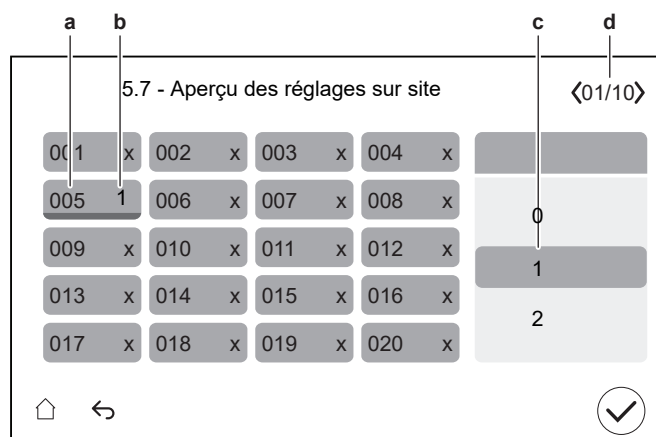 a b c d
5.7 - Aperçu des réglages sur site ❮01/10❯
001 x 002 x 003 x 004 x
005 1 006 x 007 x 008 x
0
009 x 010 x 011 x 012 x
1
013 x 014 x 015 x 016 x
2
017 x 018 x 019 x 020 x